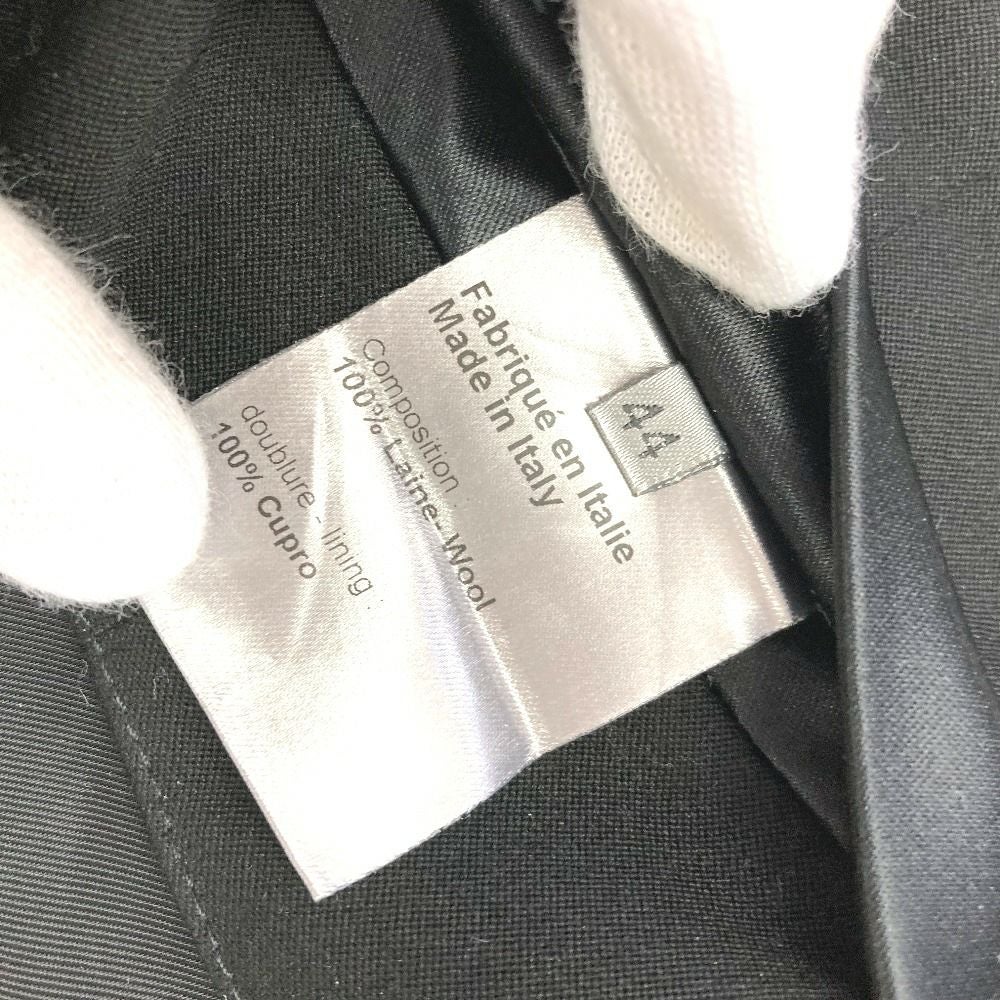 44
Fabriqué en Italie
Made in Italy
Composition
100% Laine-Wool
doublure - lining
100% Cupro